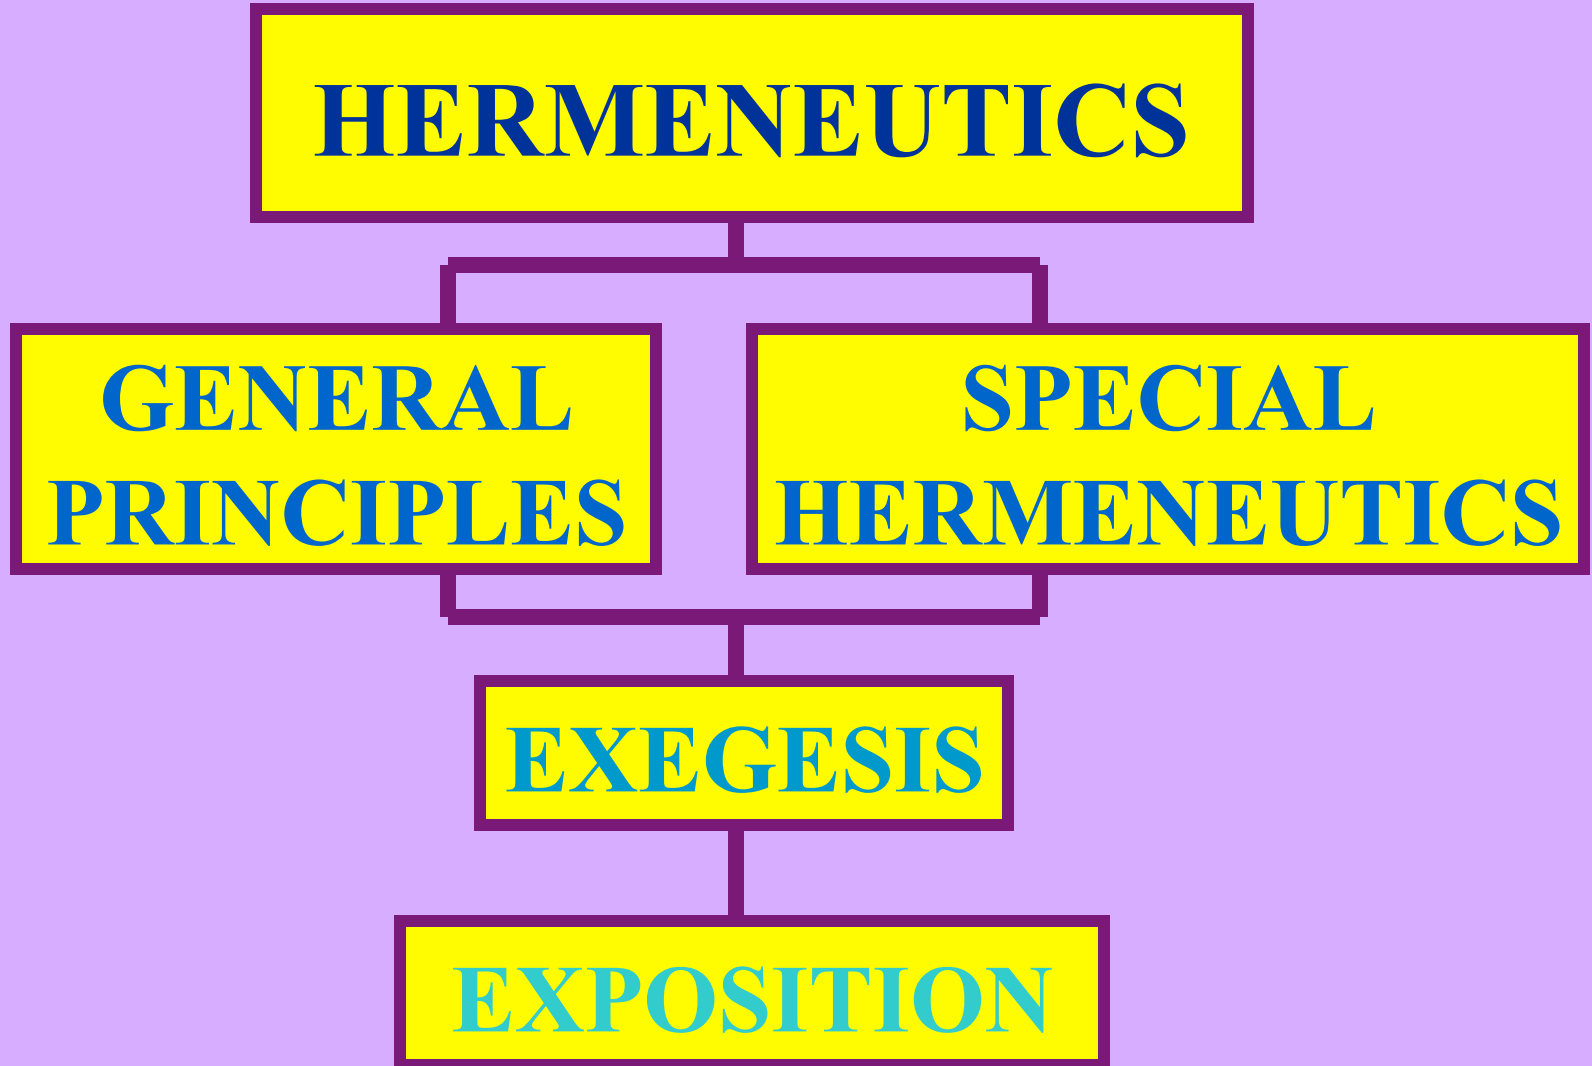 HERMENEUTICS
GENERAL
PRINCIPLES
SPECIAL
HERMENEUTICS
EXEGESIS
EXPOSITION